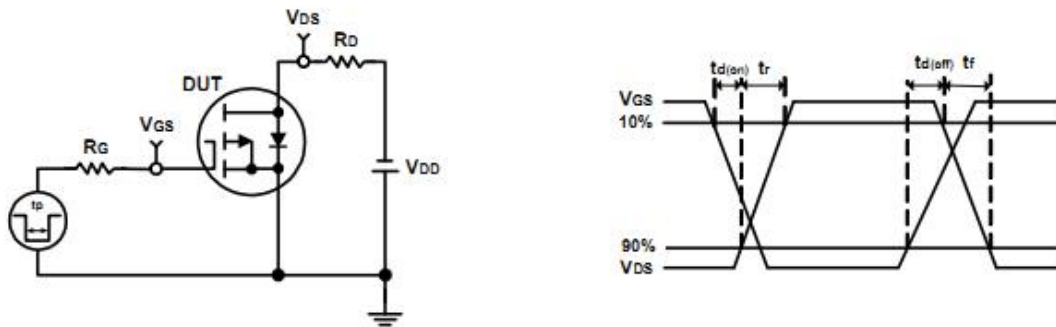 VDS
RD
DUT
VGS
RG
VDD
tp
td(on) tr
td(off) tf
VGS
10%
90%
VDS